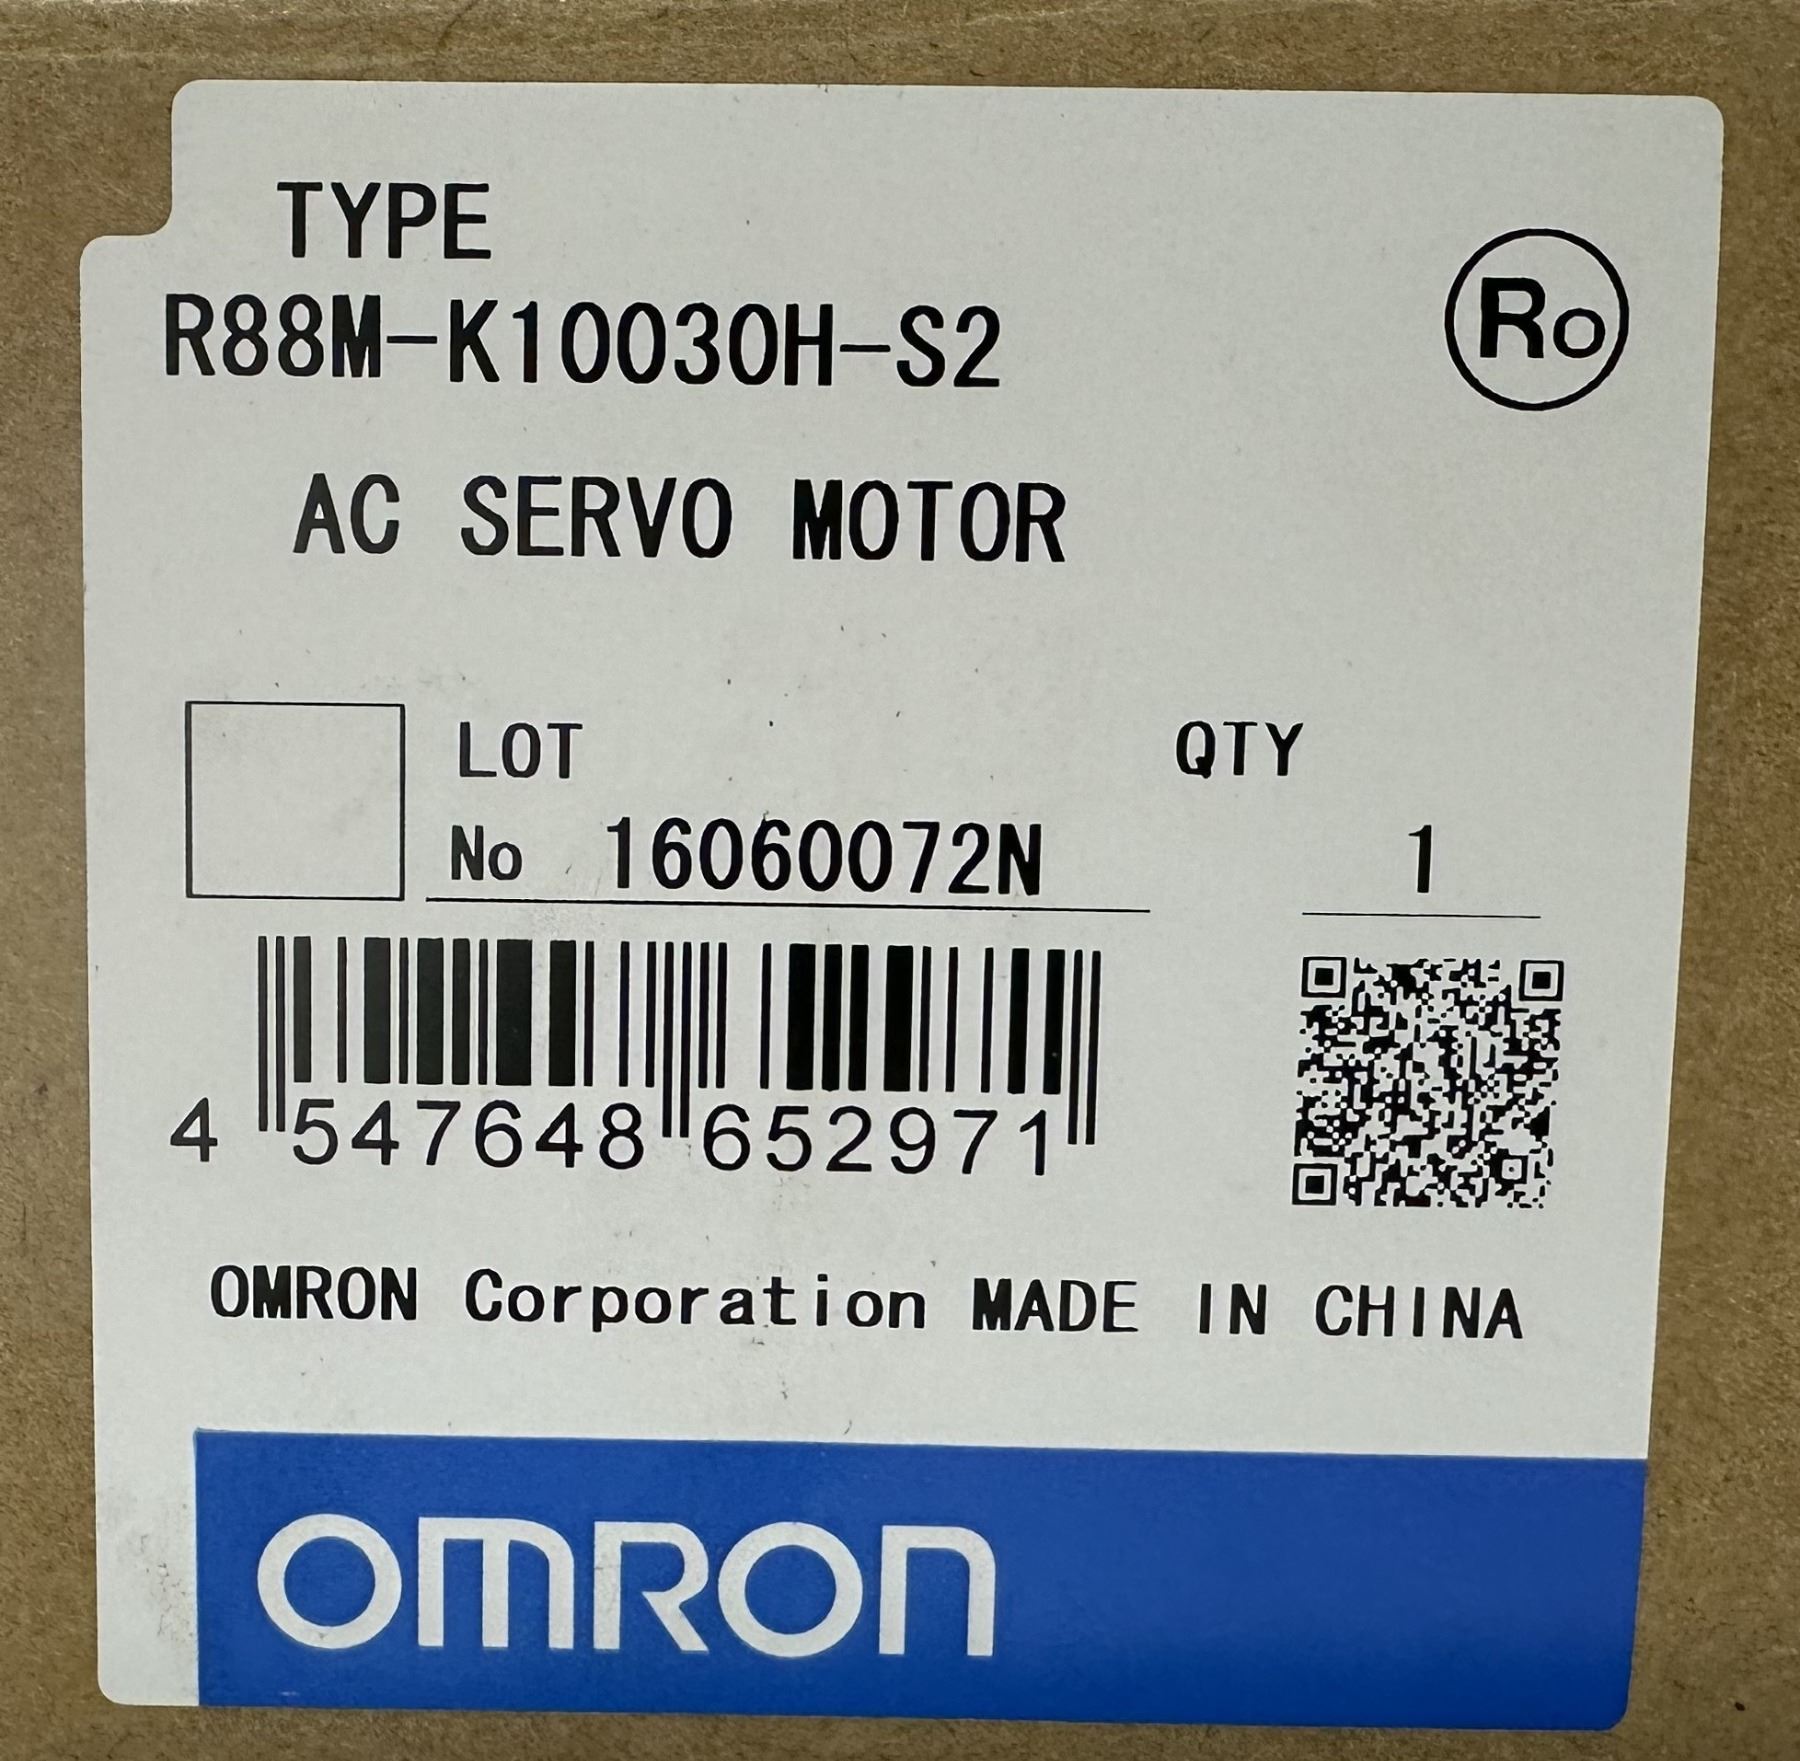 TYPE
R88M-K10030H-S2
Ro
AC SERVO MOTOR
LOT
No 16060072N
QTY
1
4 547648 652971
OMRON Corporation MADE IN CHINA
OMRON